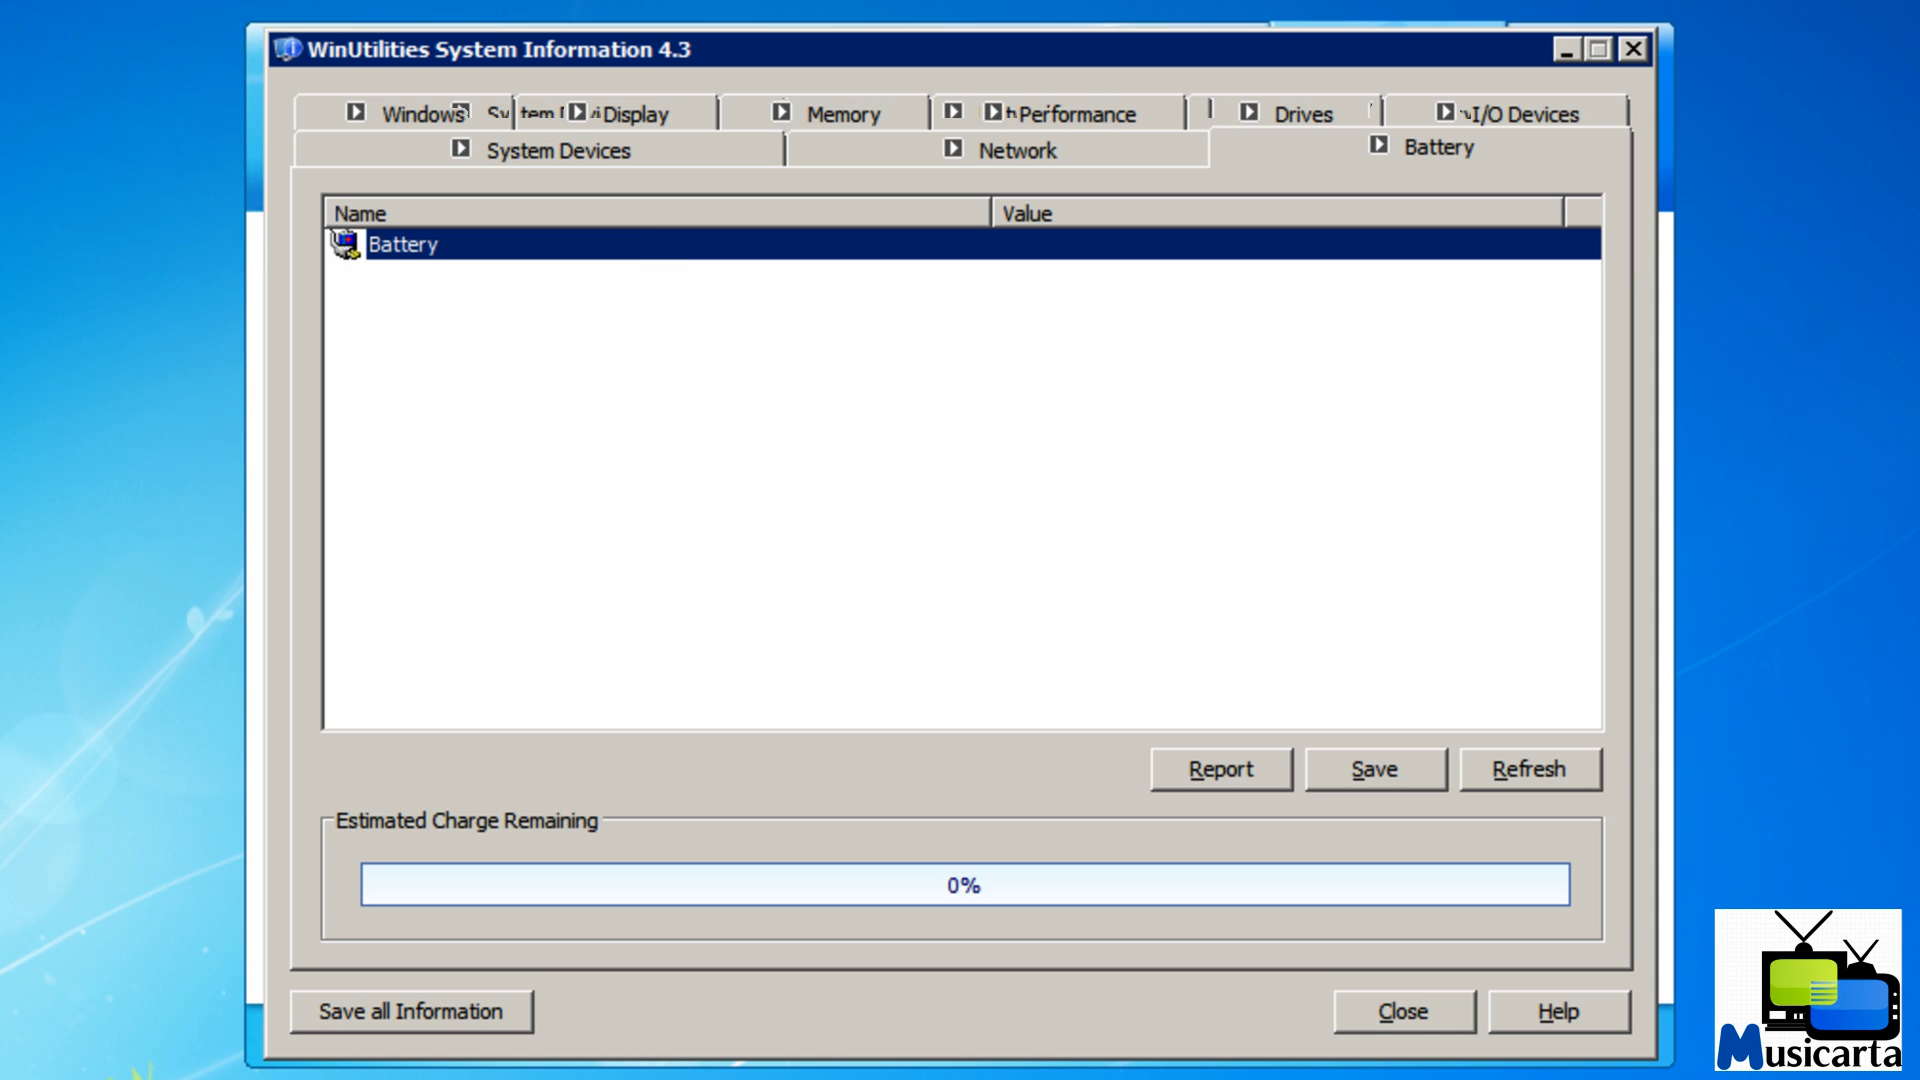 WinUtilities System Information 4.3
Windows Display Memory Performance Drives I/O Devices
System Devices Network Battery
Name Value
Battery
Report Save Refresh
Estimated Charge Remaining
0%
Save all Information Close Help
Musicarta